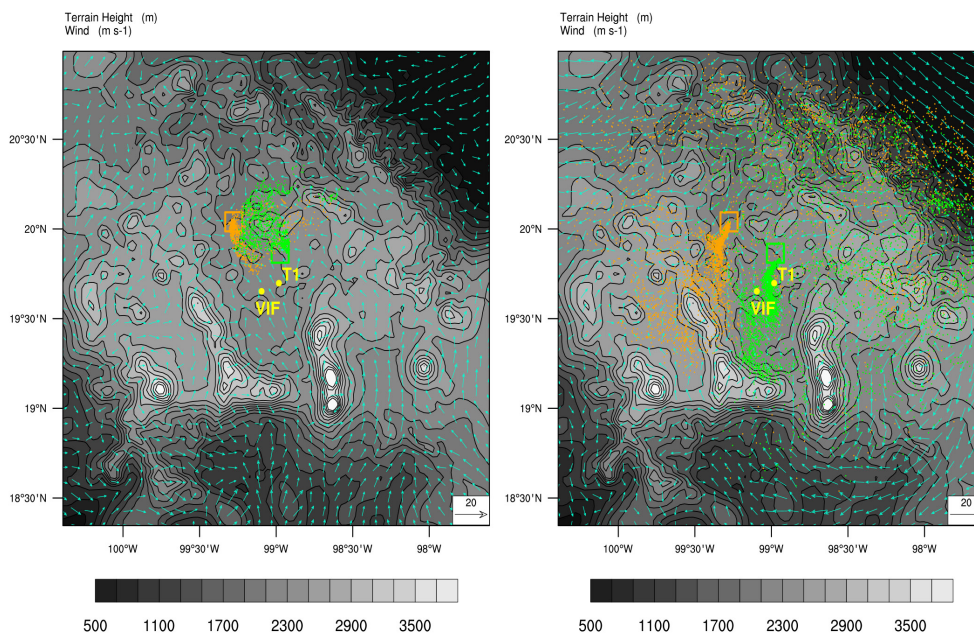 Terrain Height (m)
Wind (m s-1)
20°30'N
20°N
19°30'N
19°N
18°30'N
T1
VIF
20
100°W
99°30'W
99°W
98°30'W
98°W
500 1100 1700 2300 2900 3500
Terrain Height (m)
Wind (m s-1)
20°30'N
20°N
19°30'N
19°N
18°30'N
T1
VIF
20
100°W
99°30'W
99°W
98°30'W
98°W
500 1100 1700 2300 2900 3500